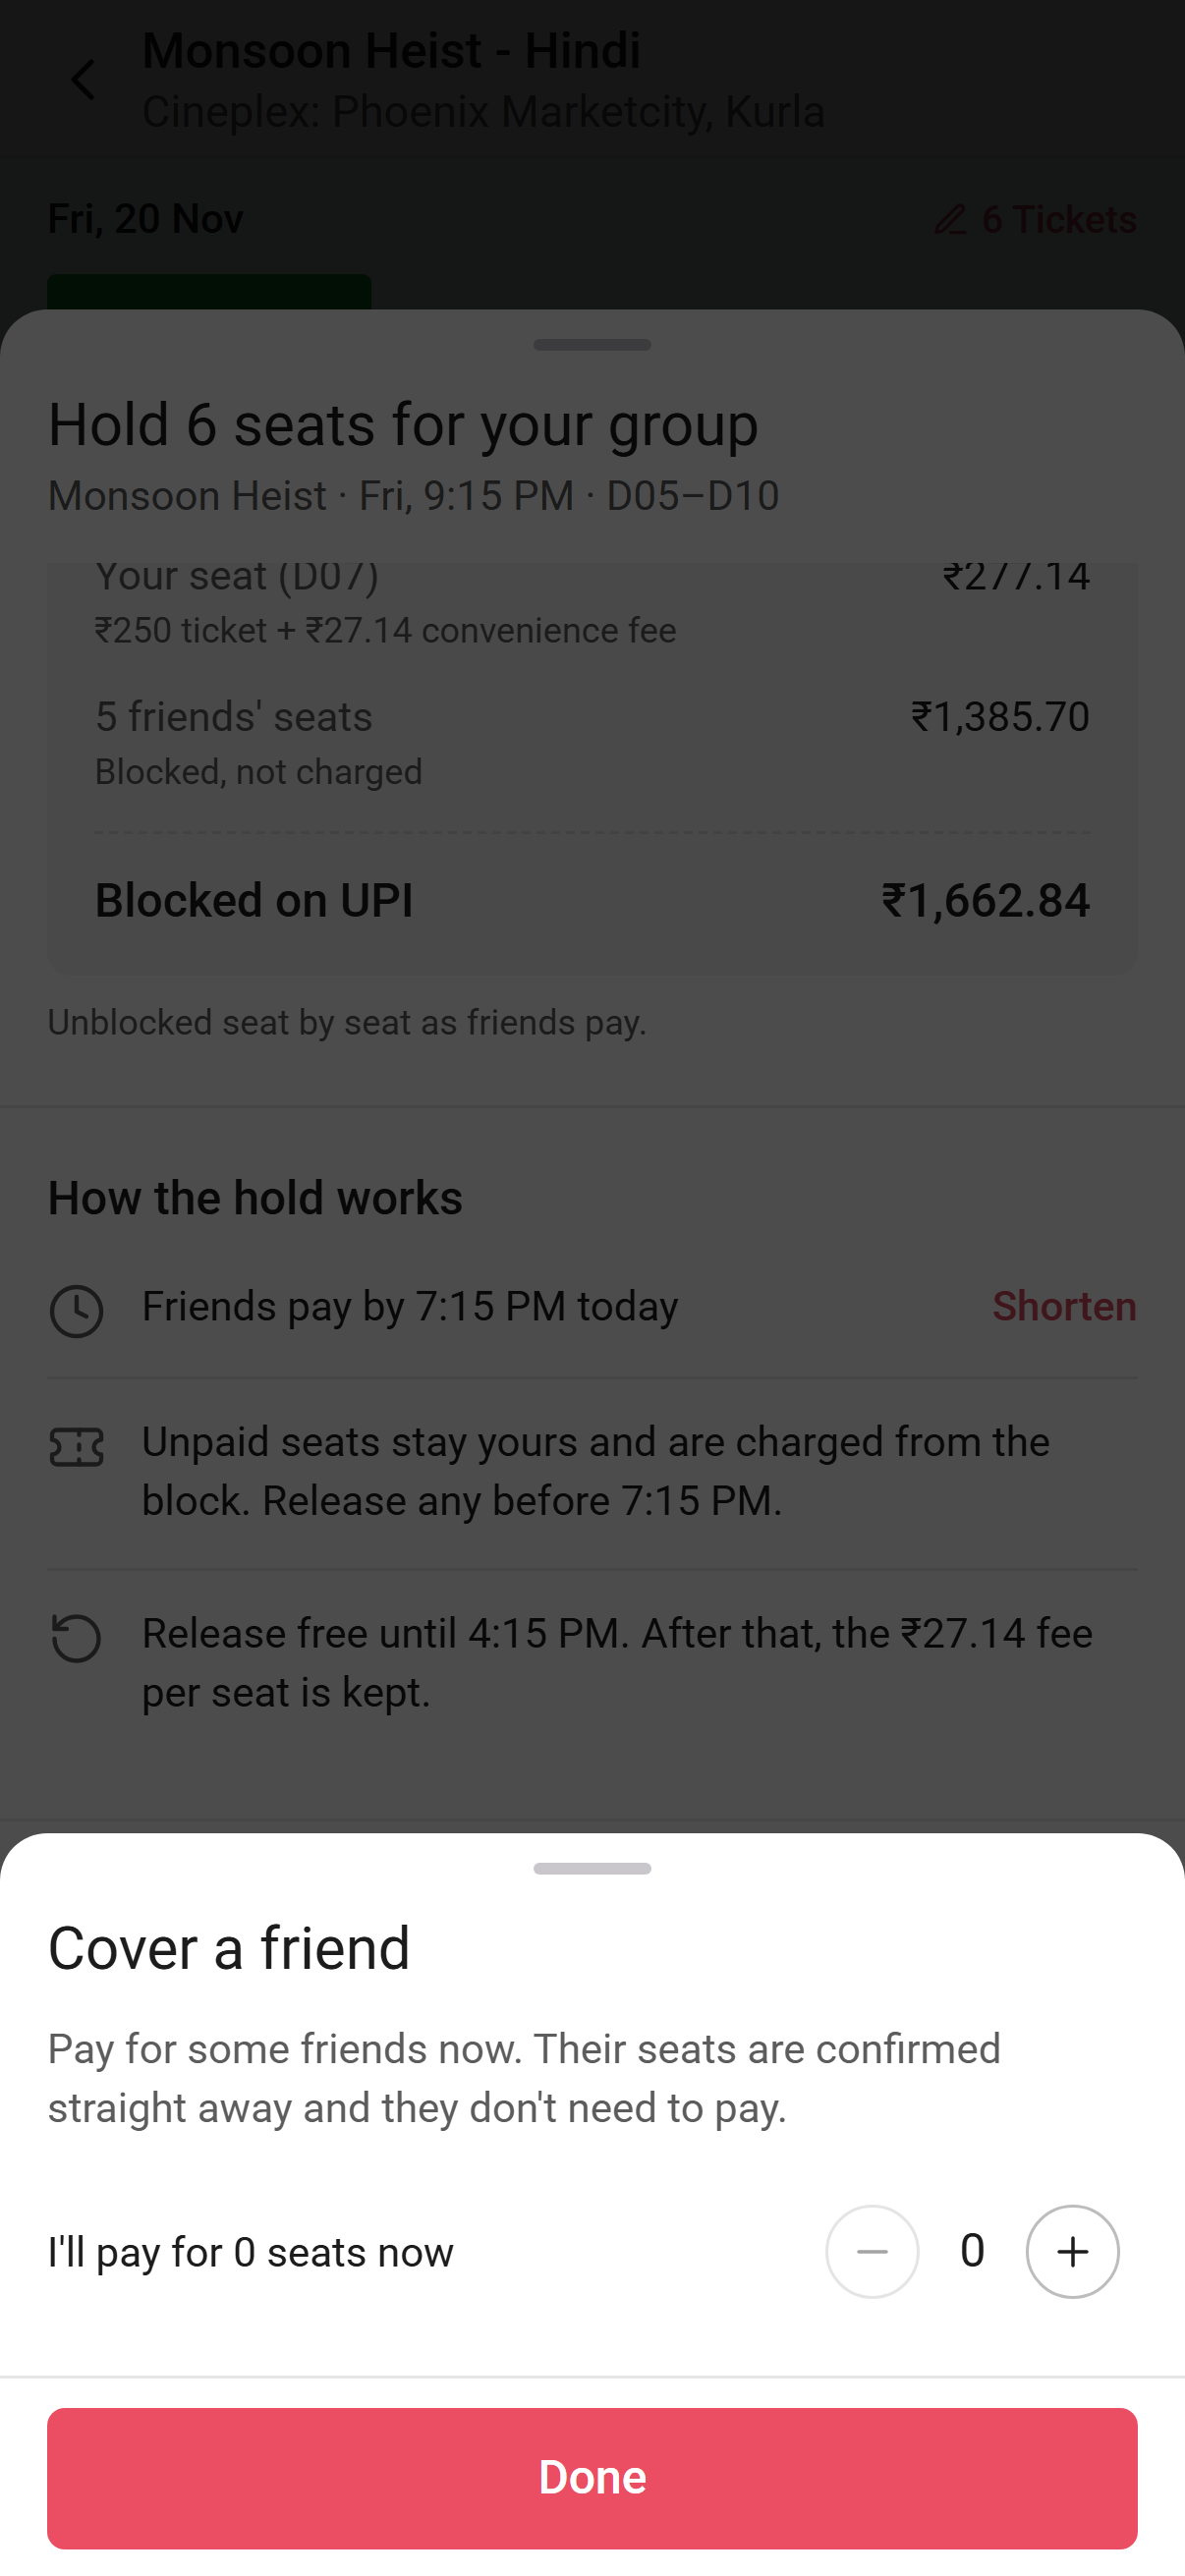 Monsoon Heist - Hindi
Cineplex: Phoenix Marketcity, Kurla
Fri, 20 Nov
6 Tickets
Hold 6 seats for your group
Monsoon Heist · Fri, 9:15 PM · D05–D10
Your seat (D07) ₹277.14
₹250 ticket + ₹27.14 convenience fee
5 friends' seats ₹1,385.70
Blocked, not charged
Blocked on UPI ₹1,662.84
Unblocked seat by seat as friends pay.
How the hold works
Friends pay by 7:15 PM today Shorten
Unpaid seats stay yours and are charged from the
block. Release any before 7:15 PM.
Release free until 4:15 PM. After that, the ₹27.14 fee
per seat is kept.
Cover a friend
Pay for some friends now. Their seats are confirmed
straight away and they don't need to pay.
I'll pay for 0 seats now 0
Done